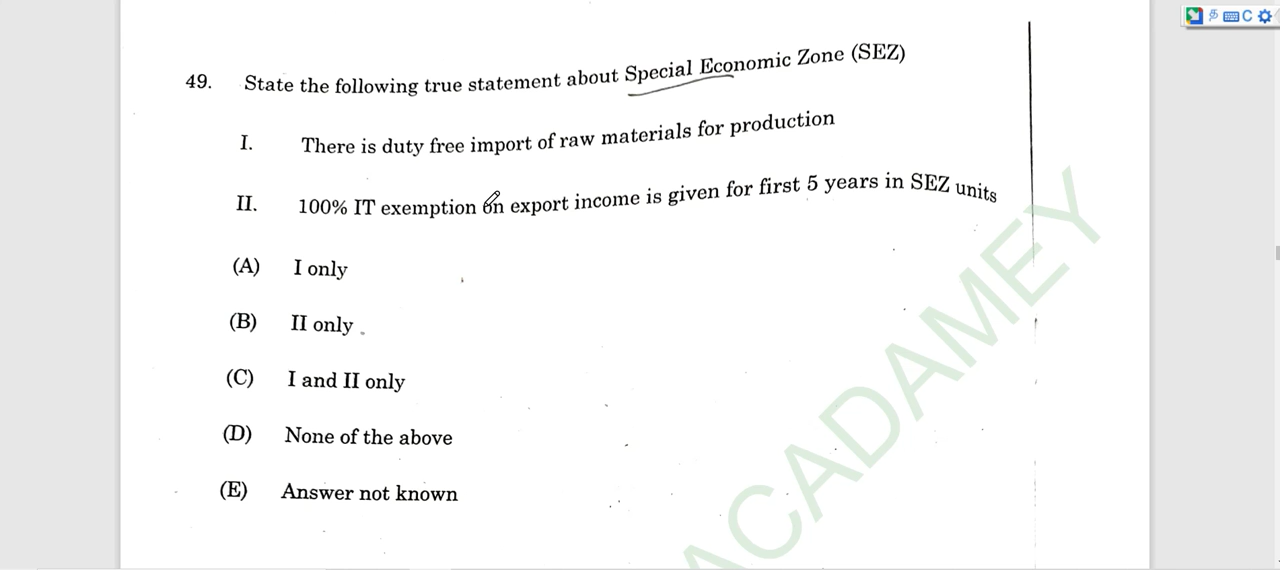 49. State the following true statement about Special Economic Zone (SEZ)
I. There is duty free import of raw materials for production
II. 100% IT exemption on export income is given for first 5 years in SEZ units
(A) I only
(B) II only
(C) I and II only
(D) None of the above
(E) Answer not known
ACADAMEY